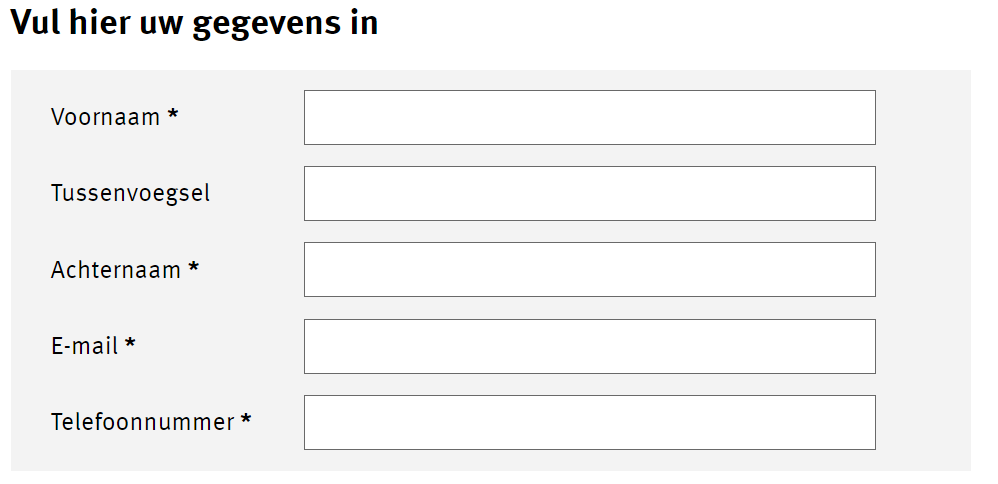 Vul hier uw gegevens in
Voornaam *
Tussenvoegsel
Achternaam *
E-mail *
Telefoonnummer *